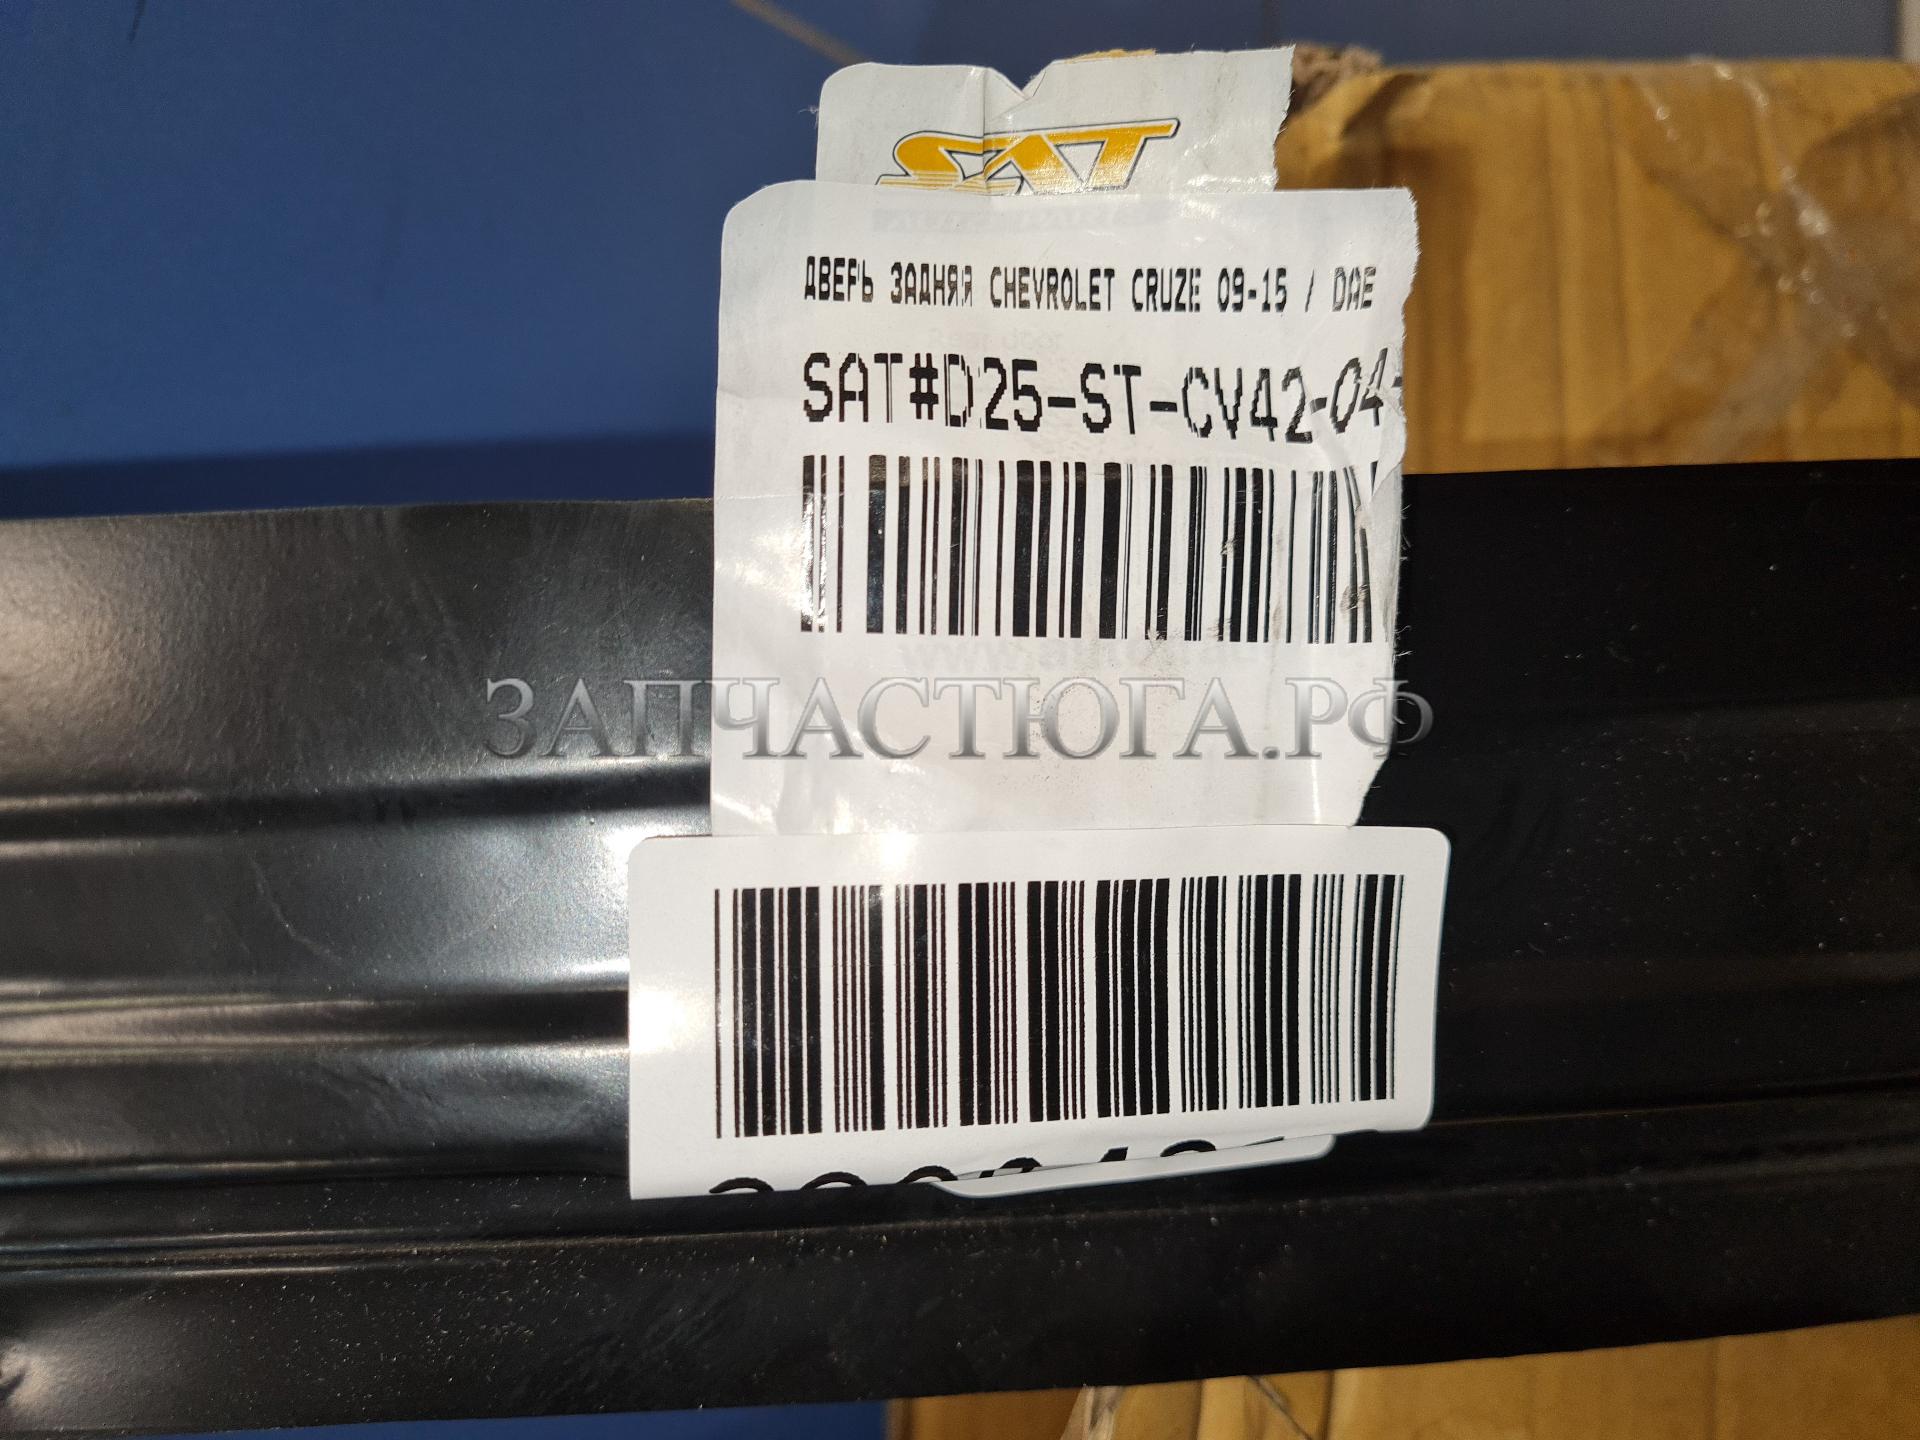 SAT
ДВЕРЬ ЗАДНЯЯ CHEVROLET CRUZE 09-15 / DAE
SAT#D25-ST-CV42-04-
ЗАПЧАСТЮГА.РФ